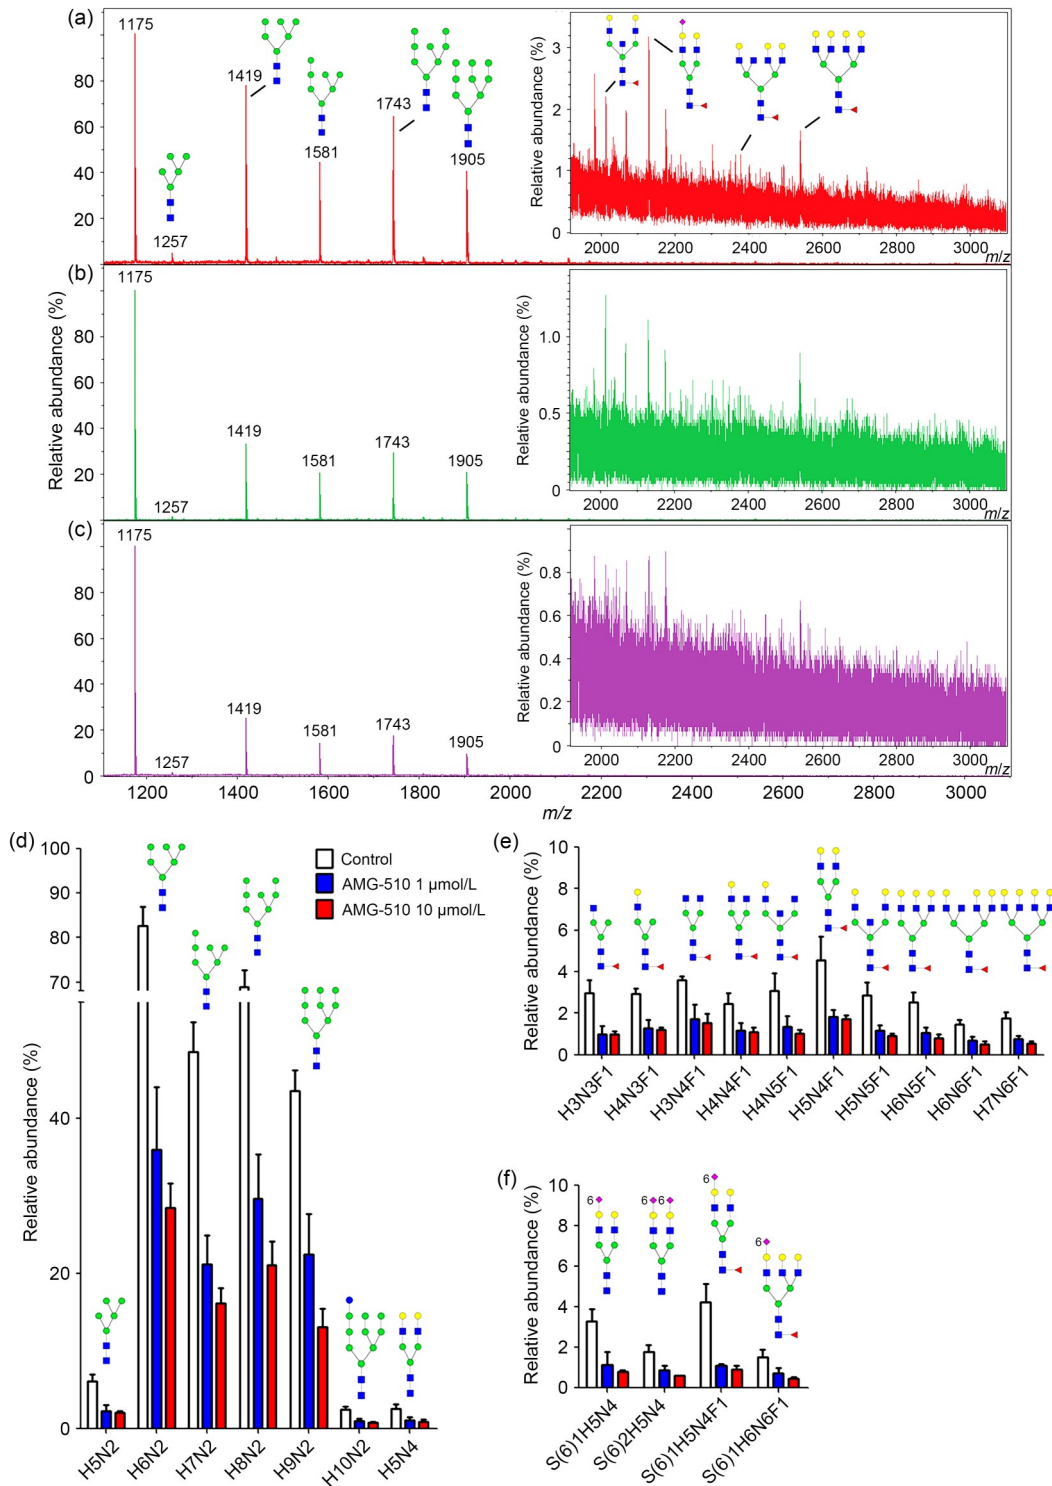 (a)
1175
1419
1743
1581
1905
1257
80
60
40
20
0
Relative abundance (%)
3
2
1
0
2000 2200 2400 2600 2800 3000
m/z
(b)
1175
1257
1419
1581
1743
1905
Relative abundance (%)
80
60
40
20
0
Relative abundance (%)
1.0
0.5
0
2000 2200 2400 2600 2800 3000
m/z
(c)
1175
1257
1419
1581
1743
1905
80
60
40
20
0
Relative abundance (%)
0.8
0.6
0.4
0.2
0
2000 2200 2400 2600 2800 3000
m/z
1200 1400 1600 1800 2000 2200 2400 2600 2800 3000
m/z
(d)
Relative abundance (%)
100
90
80
70
40
20
0
Control
AMG-510 1 μmol/L
AMG-510 10 μmol/L
H5N2
H6N2
H7N2
H8N2
H9N2
H10N2
H5N4
(e)
Relative abundance (%)
10
8
6
4
2
0
H3N3F1
H4N3F1
H3N4F1
H4N4F1
H4N5F1
H5N4F1
H5N5F1
H6N5F1
H6N6F1
H7N6F1
(f)
Relative abundance (%)
10
8
6
4
2
0
6
6 6
6
6
S(6)1H5N4
S(6)2H5N4
S(6)1H5N4F1
S(6)1H6N6F1